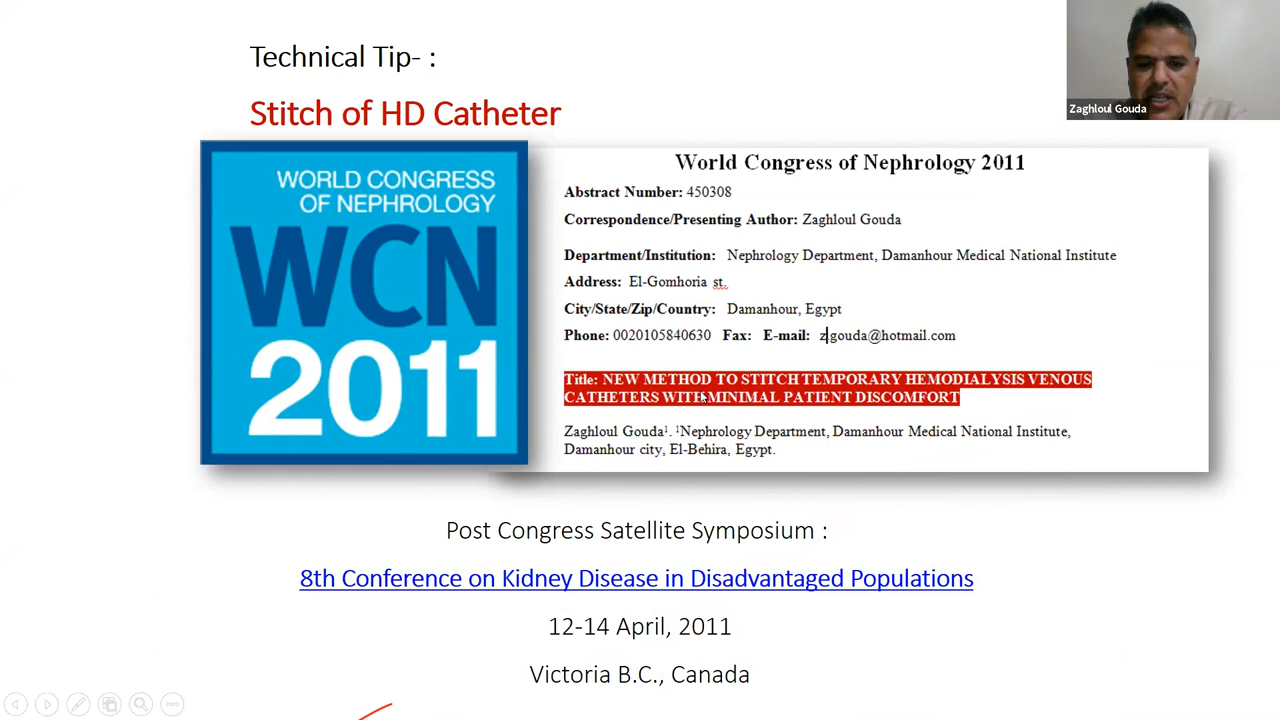 Technical Tip- :
Zaghloul Gouda
Stitch of HD Catheter
WORLD CONGRESS
OF NEPHROLOGY
WCN
2011
World Congress of Nephrology 2011
Abstract Number: 450308
Correspondence/Presenting Author: Zaghloul Gouda
Department/Institution: Nephrology Department, Damanhour Medical National Institute
Address: El-Gomhoria st.
City/State/Zip/Country: Damanhour, Egypt
Phone: 0020105840630 Fax: E-mail: zgouda@hotmail.com
Title: NEW METHOD TO STITCH TEMPORARY HEMODIALYSIS VENOUS
CATHETERS WITH MINIMAL PATIENT DISCOMFORT
Zaghloul Gouda¹. ¹Nephrology Department, Damanhour Medical National Institute,
Damanhour city, El-Behira, Egypt.
Post Congress Satellite Symposium :
8th Conference on Kidney Disease in Disadvantaged Populations
12-14 April, 2011
Victoria B.C., Canada